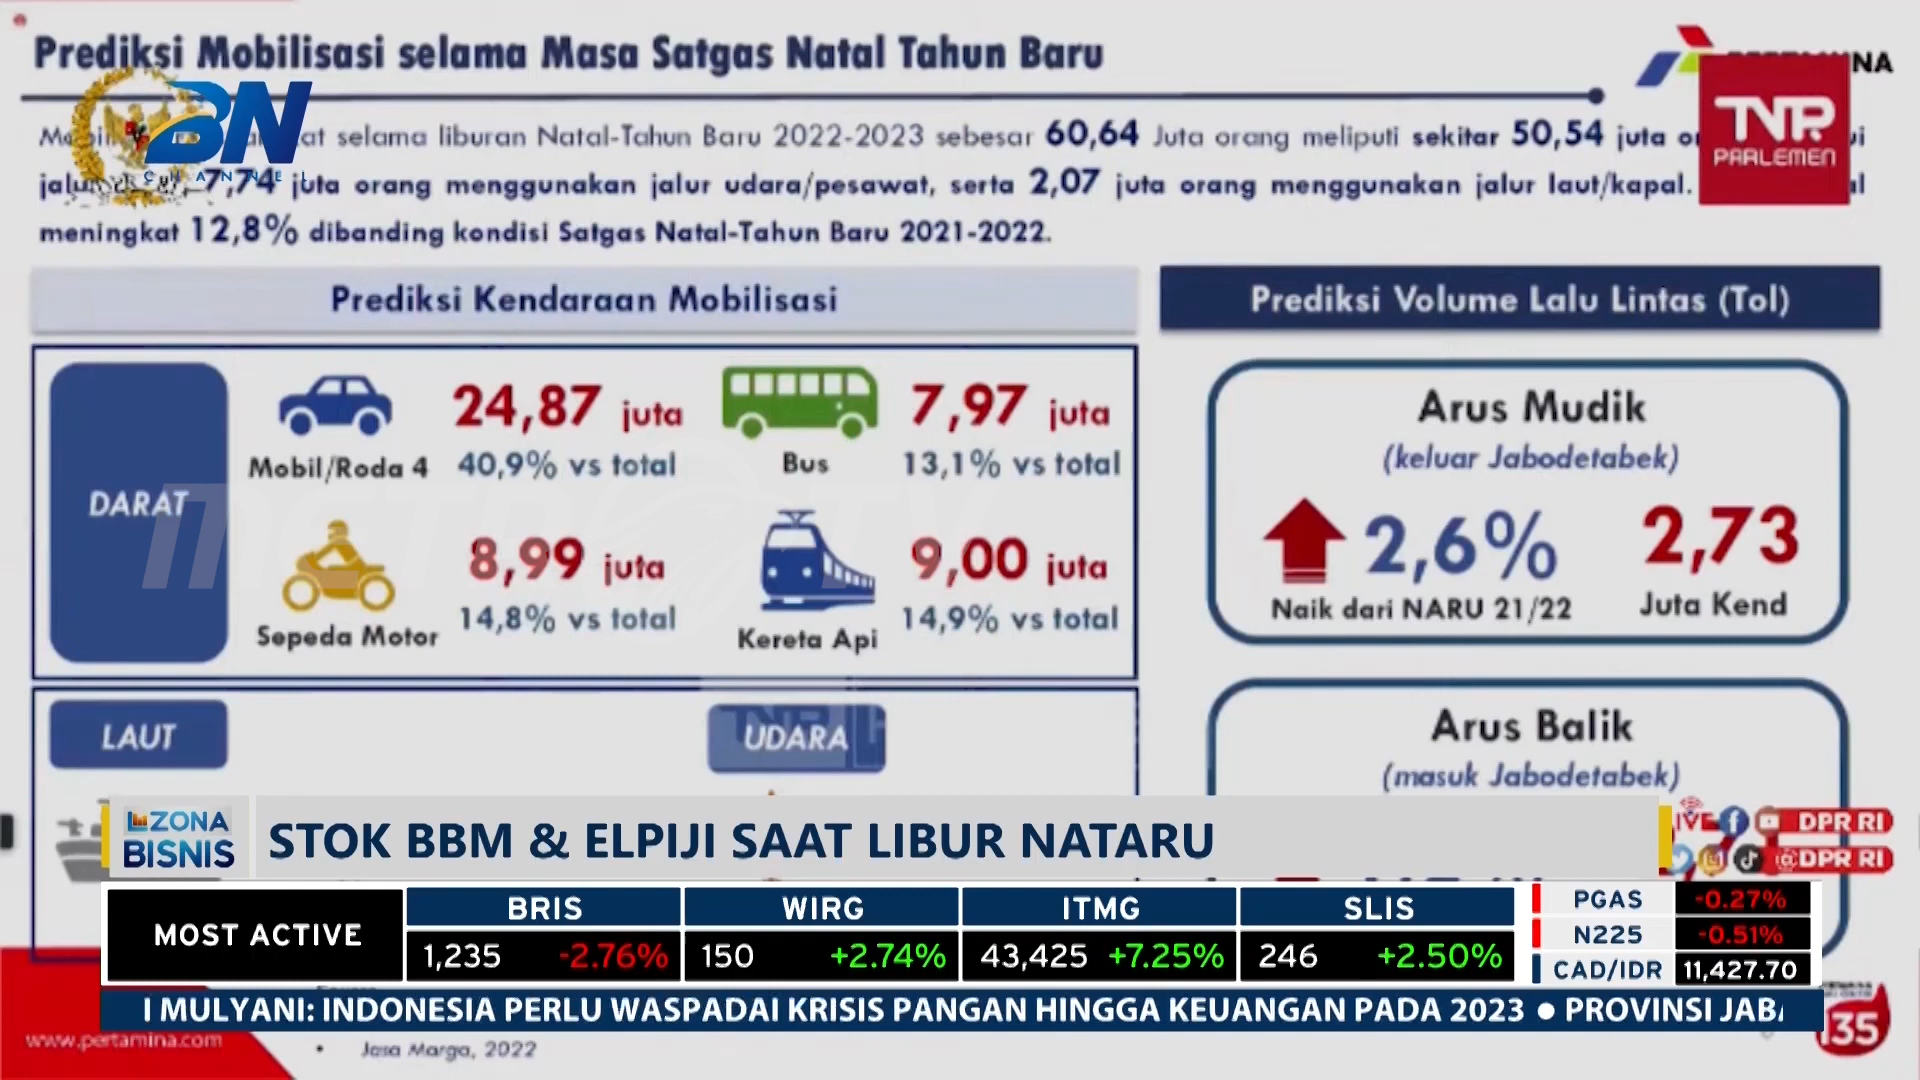 Prediksi Mobilisasi selama Masa Satgas Natal Tahun Baru
BN
CHANNEL
TVP.
PARLEMEN
selama liburan Natal-Tahun Baru 2022-2023 sebesar 60,64 Juta orang meliputi sekitar 50,54 juta
7,74 juta orang menggunakan jalur udara/pesawat, serta 2,07 juta orang menggunakan jalur laut/kapal.
meningkat 12,8% dibanding kondisi Satgas Natal-Tahun Baru 2021-2022.
Prediksi Kendaraan Mobilisasi
Prediksi Volume Lalu Lintas (Tol)
DARAT
Mobil/Roda 4
24,87 juta
40,9% vs total
Bus
7,97 juta
13,1% vs total
Sepeda Motor
8,99 juta
14,8% vs total
Kereta Api
9,00 juta
14,9% vs total
Arus Mudik
(keluar Jabodetabek)
2,6%
Naik dari NARU 21/22
2,73
Juta Kend
LAUT
UDARA
Arus Balik
(masuk Jabodetabek)
ZONA
BISNIS
STOK BBM & ELPIJI SAAT LIBUR NATARU
DPR RI
@DPR RI
MOST ACTIVE
BRIS
1,235 -2.76%
WIRG
150 +2.74%
ITMG
43,425 +7.25%
SLIS
246 +2.50%
PGAS -0.27%
N225 -0.51%
CAD/IDR 11,427.70
I MULYANI: INDONESIA PERLU WASPADAI KRISIS PANGAN HINGGA KEUANGAN PADA 2023 ● PROVINSI JABA
www.pertamina.com
• Jasa Marga, 2022
135